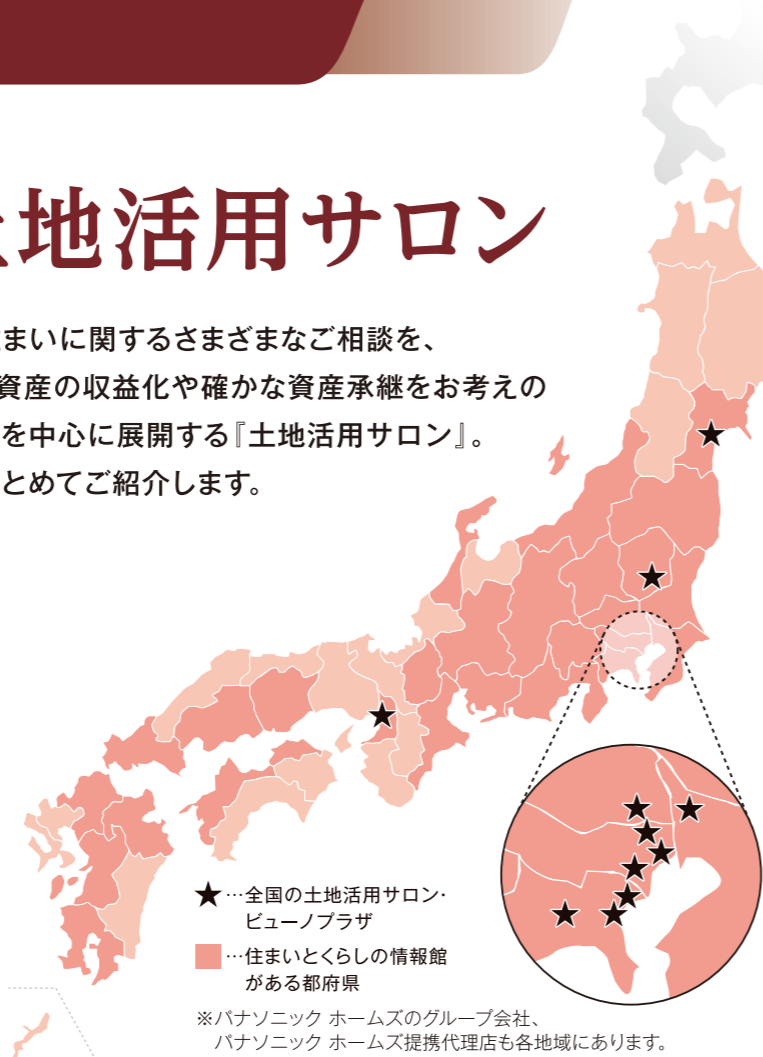 地活用サロン
まいに関するさまざまなご相談を、
資産の収益化や確かな資産承継をお考えの
を中心に展開する『土地活用サロン』。
とめてご紹介します。
★…全国の土地活用サロン・
ビューノプラザ
…住まいとくらしの情報館
がある都府県
※パナソニック ホームズのグループ会社、
パナソニック ホームズ提携代理店も各地域にあります。